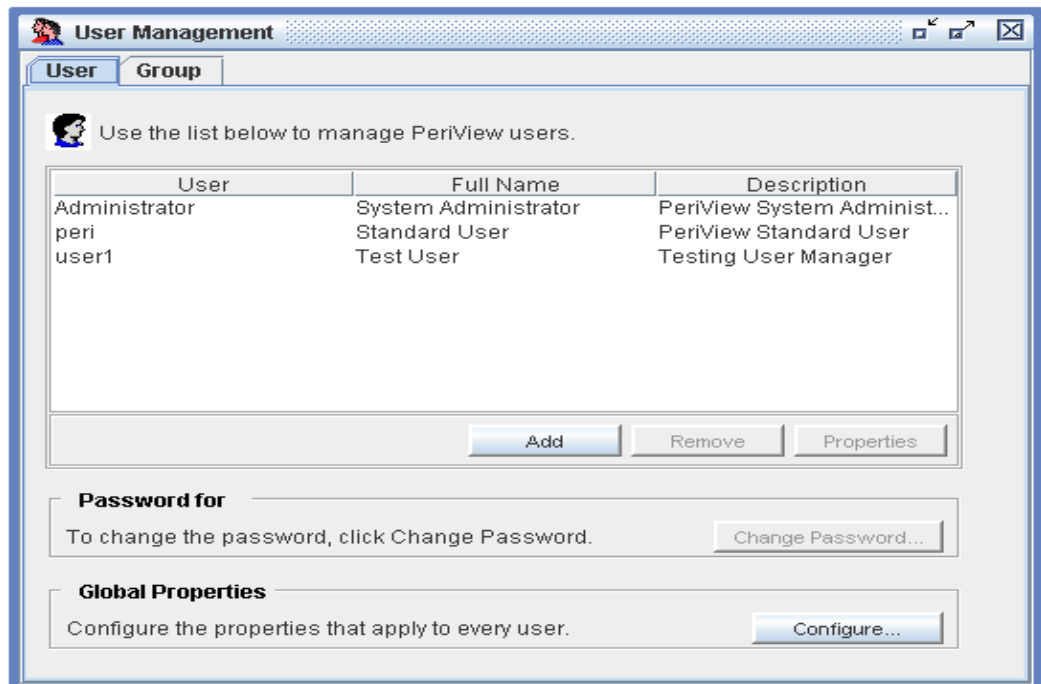 User Management
User Group
Use the list below to manage PeriView users.
User Full Name Description
Administrator System Administrator PeriView System Administ...
peri Standard User PeriView Standard User
user1 Test User Testing User Manager
Add Remove Properties
Password for
To change the password, click Change Password. Change Password...
Global Properties
Configure the properties that apply to every user. Configure...